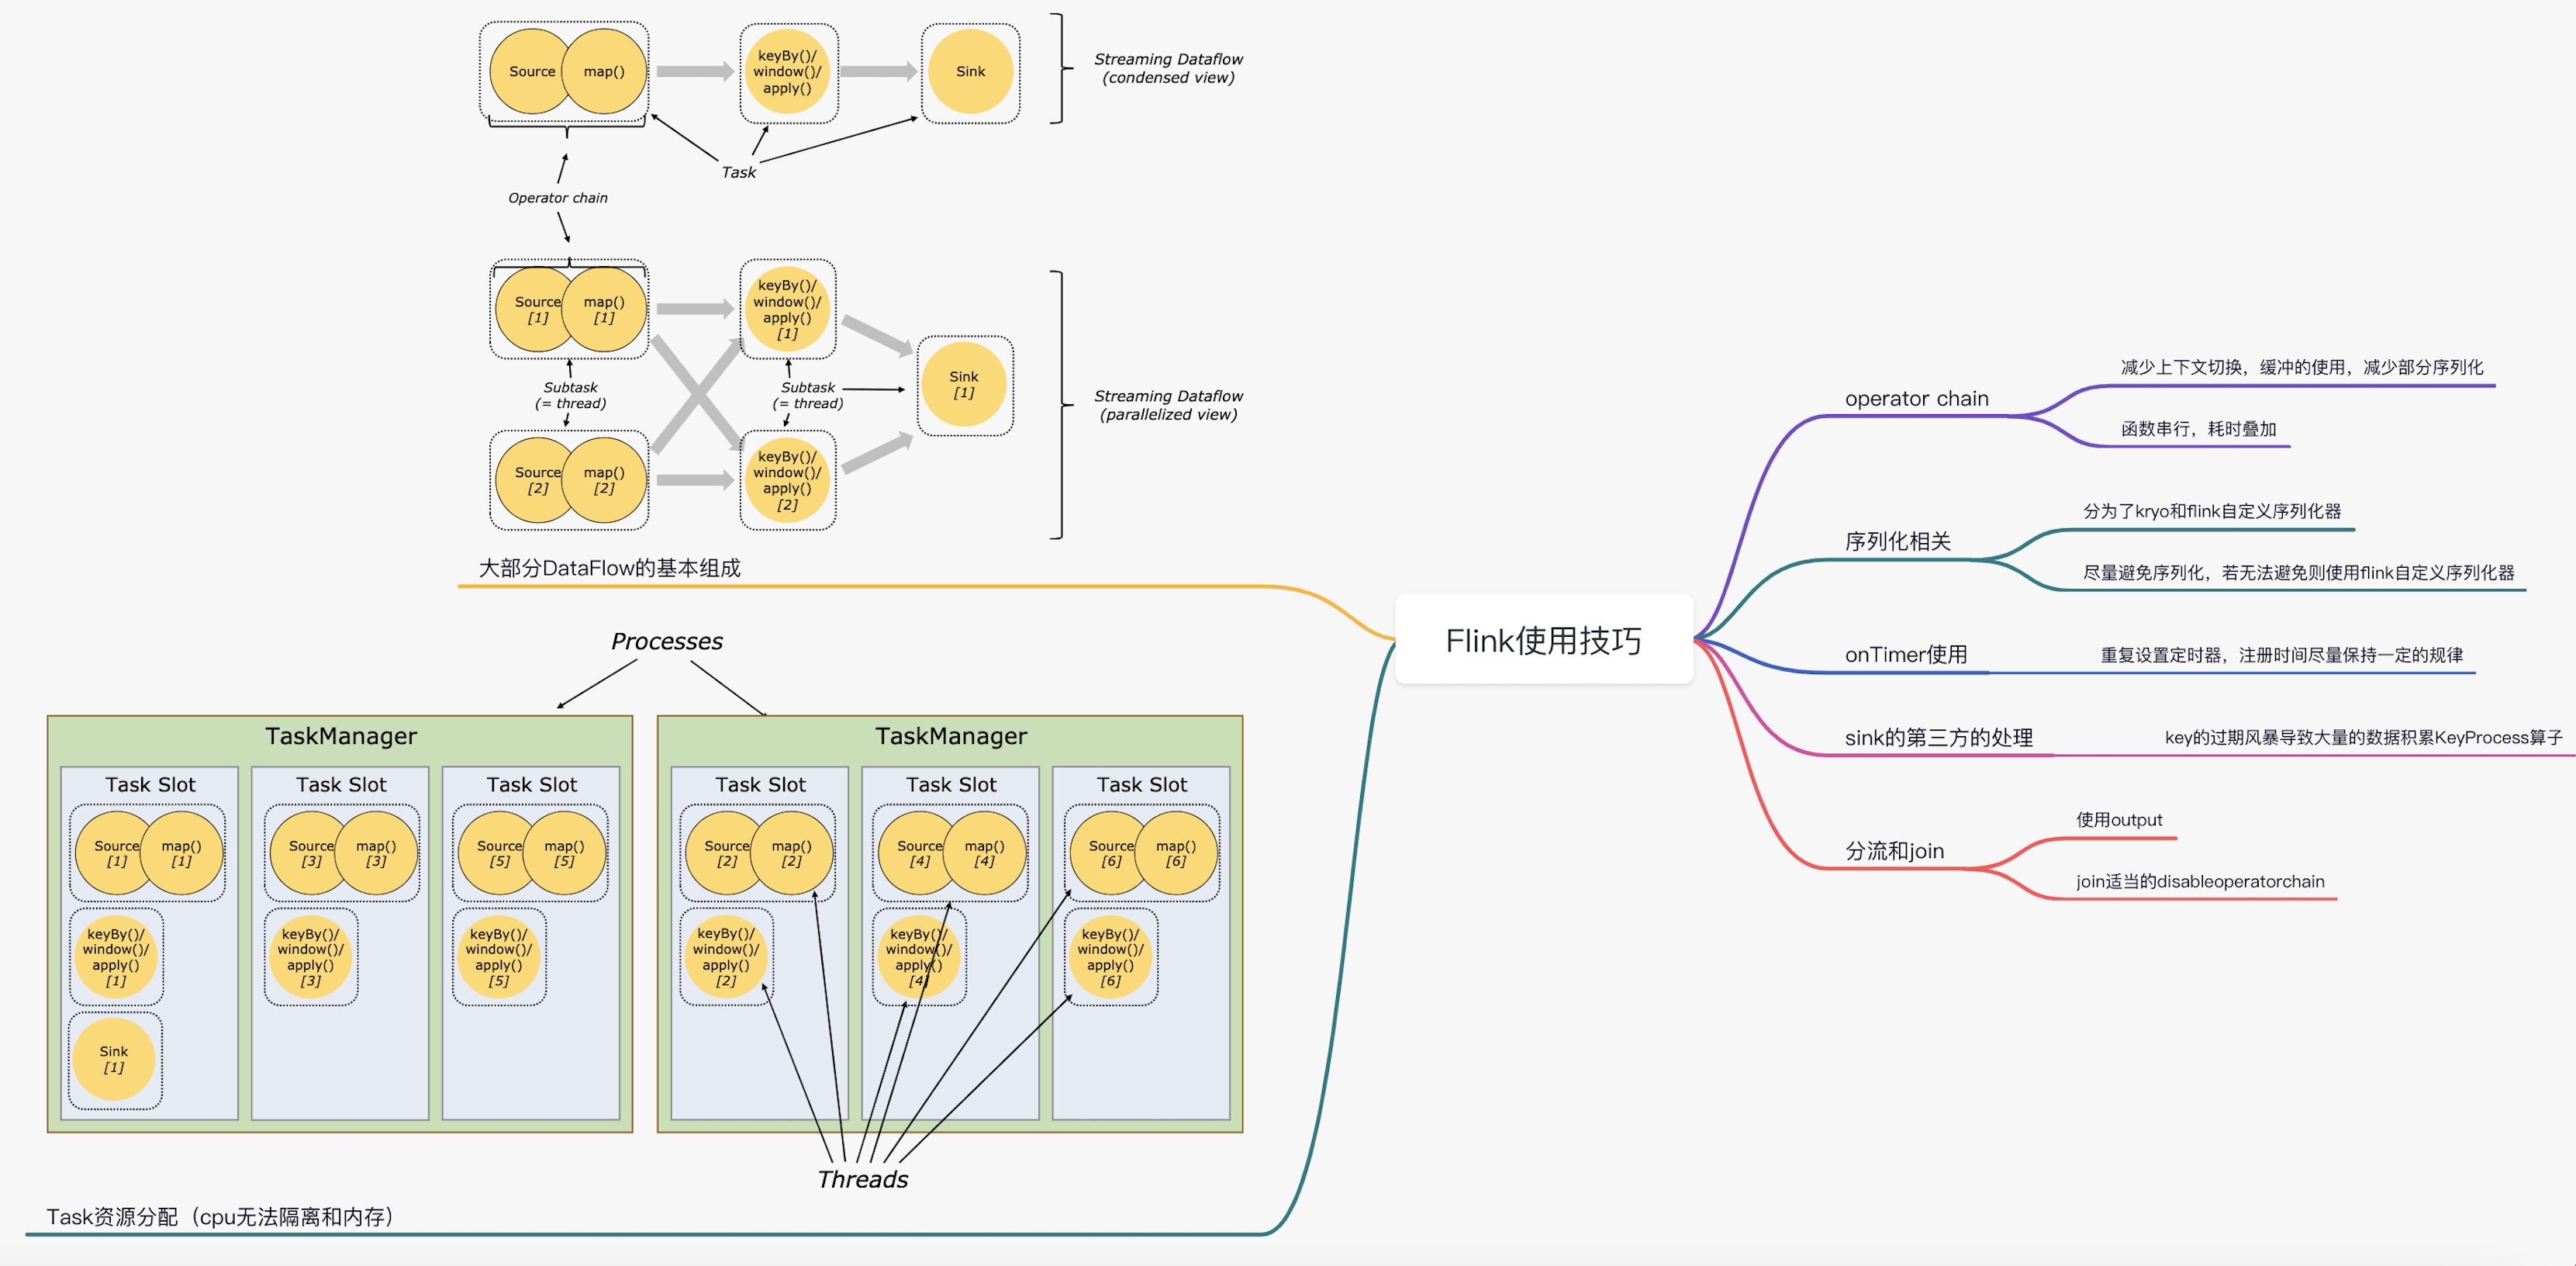 Source
map()
keyBy()/
window()/
apply()
Sink
Streaming Dataflow
(condensed view)
Task
Operator chain
Source
[1]
map()
[1]
keyBy()/
window()/
apply()
[1]
Subtask
(= thread)
Subtask
(= thread)
Sink
[1]
Streaming Dataflow
(parallelized view)
Source
[2]
map()
[2]
keyBy()/
window()/
apply()
[2]
大部分DataFlow的基本组成
Processes
TaskManager
Task Slot
Source
[1]
map()
[1]
keyBy()/
window()/
apply()
[1]
Sink
[1]
Task Slot
Source
[3]
map()
[3]
keyBy()/
window()/
apply()
[3]
Task Slot
Source
[5]
map()
[5]
keyBy()/
window()/
apply()
[5]
TaskManager
Task Slot
Source
[2]
map()
[2]
keyBy()/
window()/
apply()
[2]
Task Slot
Source
[4]
map()
[4]
keyBy()/
window()/
apply()
[4]
Task Slot
Source
[6]
map()
[6]
keyBy()/
window()/
apply()
[6]
Threads
Task资源分配（cpu无法隔离和内存）
Flink使用技巧
operator chain
减少上下文切换，缓冲的使用，减少部分序列化
函数串行，耗时叠加
序列化相关
分为了kryo和flink自定义序列化器
尽量避免序列化，若无法避免则使用flink自定义序列化器
onTimer使用
重复设置定时器，注册时间尽量保持一定的规律
sink的第三方的处理
key的过期风暴导致大量的数据积累KeyProcess算子
分流和join
使用output
join适当的disableoperatorchain